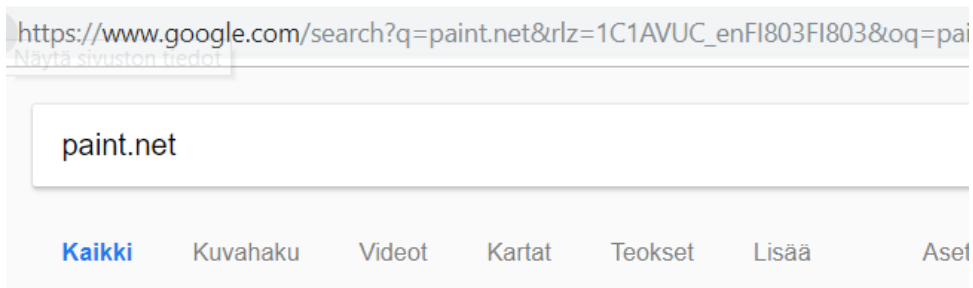 https://www.google.com/search?q=paint.net&rlz=1C1AVUC_enFI803FI803&oq=pai
Näytä sivuston tiedot
paint.net
Kaikki Kuvahaku Videot Kartat Teokset Lisää Aset